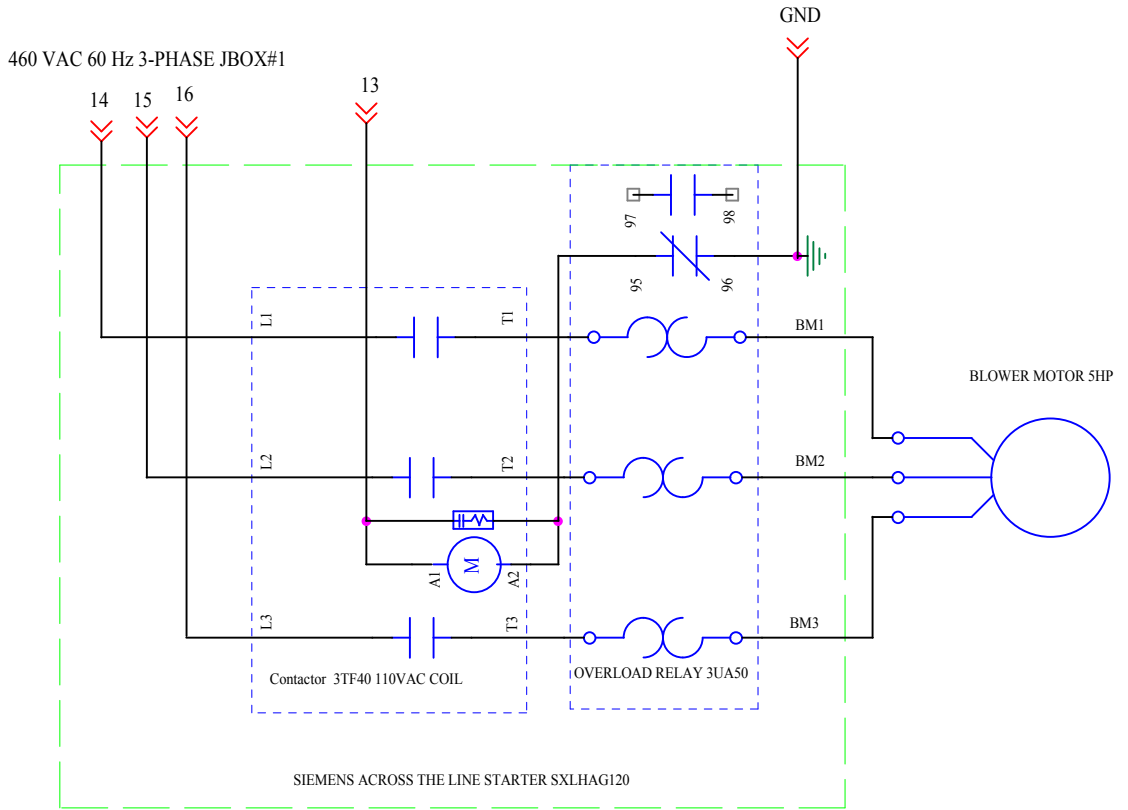 GND
460 VAC 60 Hz 3-PHASE JBOX#1
14
15
16
13
97
98
95
96
L1
T1
BM1
BLOWER MOTOR 5HP
L2
T2
BM2
A1
M
A2
L3
T3
BM3
Contactor 3TF40 110VAC COIL
OVERLOAD RELAY 3UA50
SIEMENS ACROSS THE LINE STARTER SXLHAG120